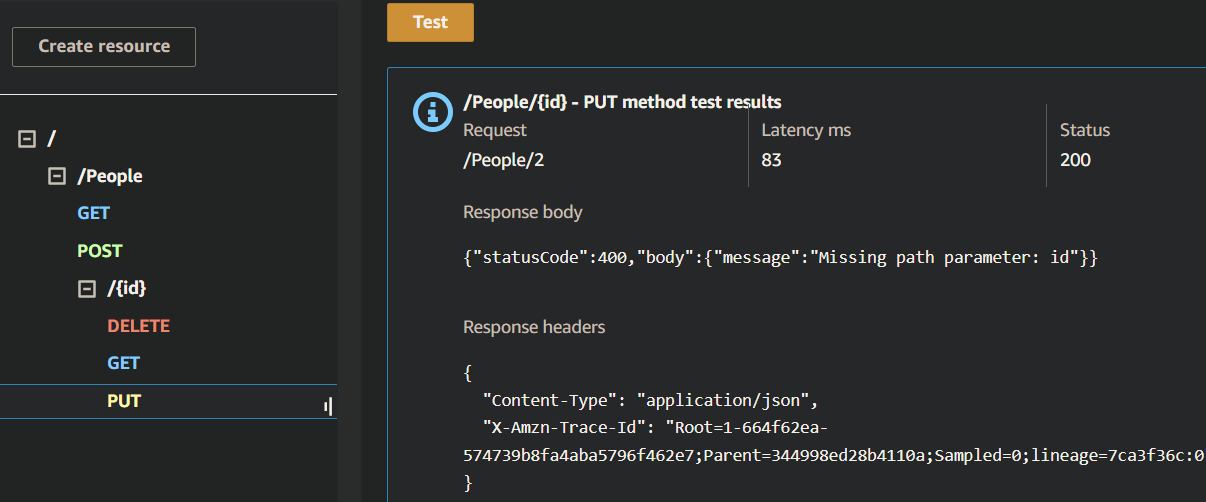 Create resource
/
/People
GET
POST
/{id}
DELETE
GET
PUT
Test
/People/{id} - PUT method test results
Request
/People/2
Latency ms
83
Status
200
Response body
{"statusCode":400,"body":{"message":"Missing path parameter: id"}}
Response headers
{
"Content-Type": "application/json",
"X-Amzn-Trace-Id": "Root=1-664f62ea-
574739b8fa4aba5796f462e7;Parent=344998ed28b4110a;Sampled=0;lineage=7ca3f36c:0
}